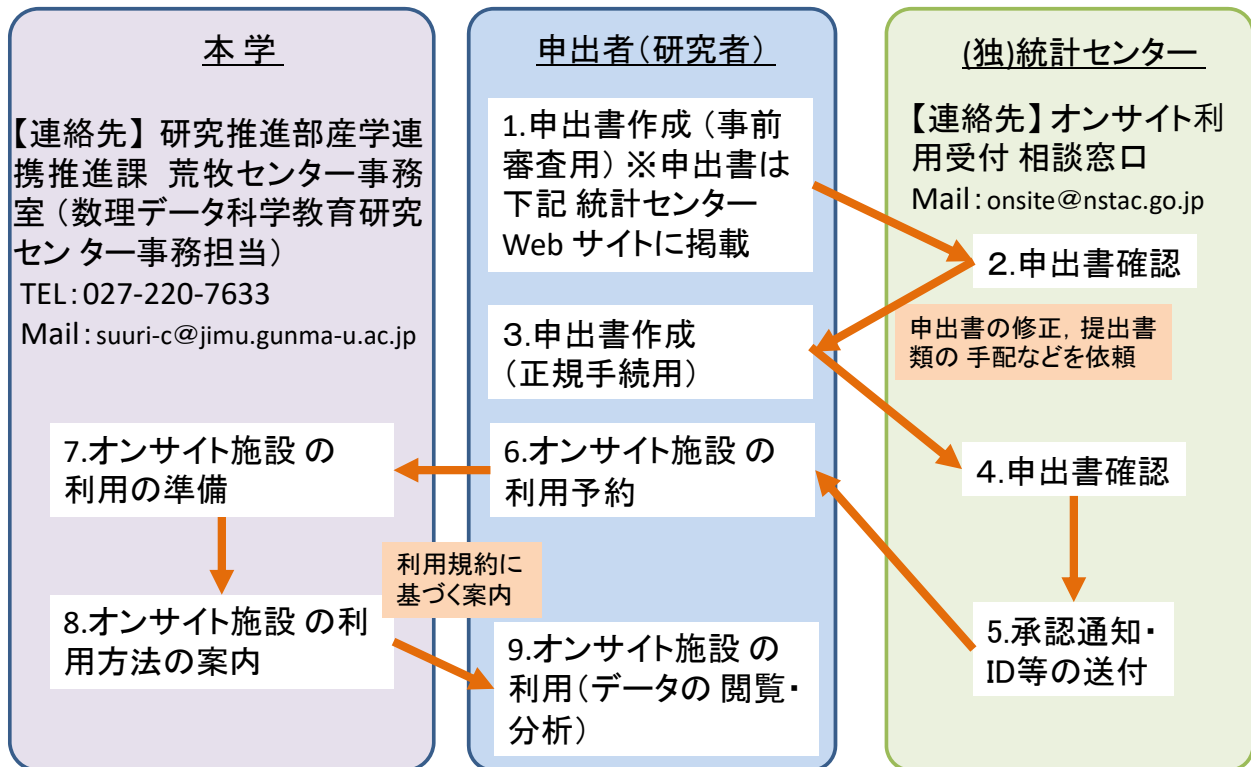 本 学
【連絡先】 研究推進部産学連
携推進課 荒牧センター事務
室（数理データ科学教育研究
セン ター事務担当）
TEL：027-220-7633
Mail：suuri-c@jimu.gunma-u.ac.jp
7.オンサイト施設 の
利用の準備
8.オンサイト施設 の利
用方法の案内
利用規約に
基づく案内
申出者（研究者）
1.申出書作成（事前
審査用）※申出書は
下記 統計センター
Web サイトに掲載
３.申出書作成
（正規手続用）
6.オンサイト施設 の
利用予約
9.オンサイト施設 の
利用（データの 閲覧・
分析）
(独)統計センター
【連絡先】オンサイト利
用受付 相談窓口
Mail：onsite@nstac.go.jp
２.申出書確認
申出書の修正，提出書
類の 手配などを依頼
４.申出書確認
5.承認通知・
ID等の送付